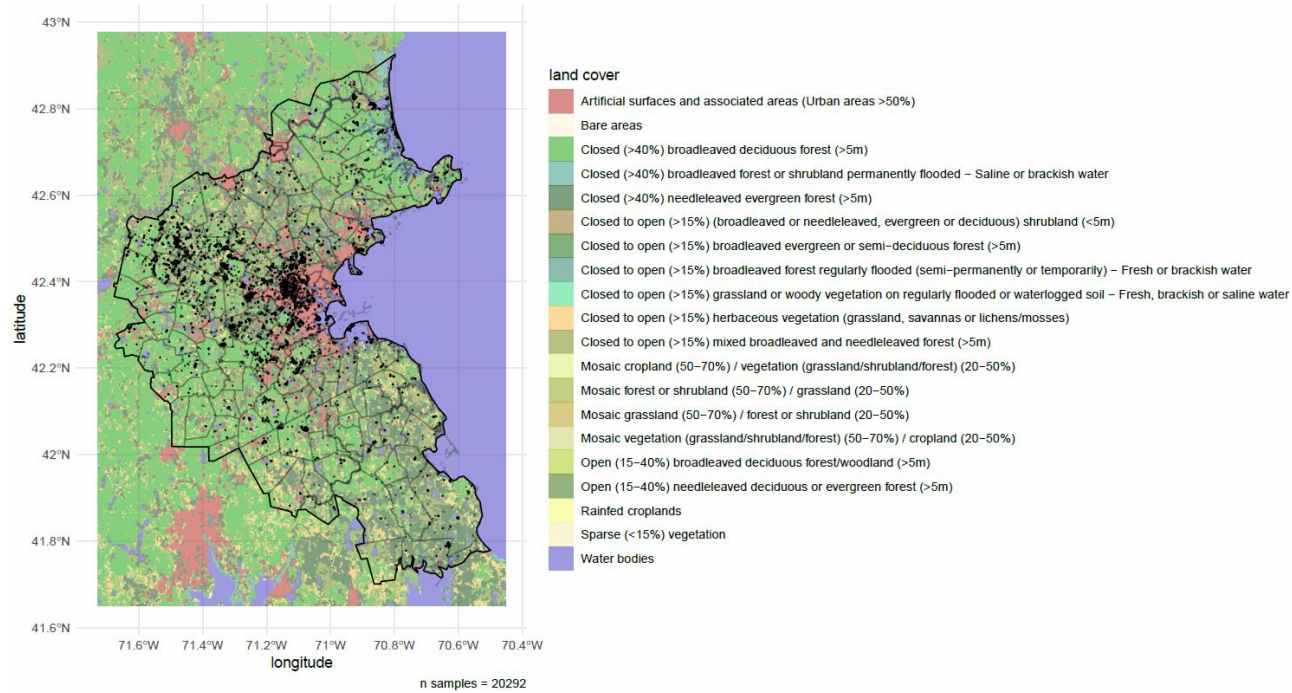 43°N
42.8°N
42.6°N
42.4°N
42.2°N
42°N
41.8°N
41.6°N
latitude
71.6°W 71.4°W 71.2°W 71°W 70.8°W 70.6°W 70.4°W
longitude
n samples = 20292
land cover
Artificial surfaces and associated areas (Urban areas >50%)
Bare areas
Closed (>40%) broadleaved deciduous forest (>5m)
Closed (>40%) broadleaved forest or shrubland permanently flooded − Saline or brackish water
Closed (>40%) needleleaved evergreen forest (>5m)
Closed to open (>15%) (broadleaved or needleleaved, evergreen or deciduous) shrubland (<5m)
Closed to open (>15%) broadleaved evergreen or semi−deciduous forest (>5m)
Closed to open (>15%) broadleaved forest regularly flooded (semi−permanently or temporarily) − Fresh or brackish water
Closed to open (>15%) grassland or woody vegetation on regularly flooded or waterlogged soil − Fresh, brackish or saline water
Closed to open (>15%) herbaceous vegetation (grassland, savannas or lichens/mosses)
Closed to open (>15%) mixed broadleaved and needleleaved forest (>5m)
Mosaic cropland (50−70%) / vegetation (grassland/shrubland/forest) (20−50%)
Mosaic forest or shrubland (50−70%) / grassland (20−50%)
Mosaic grassland (50−70%) / forest or shrubland (20−50%)
Mosaic vegetation (grassland/shrubland/forest) (50−70%) / cropland (20−50%)
Open (15−40%) broadleaved deciduous forest/woodland (>5m)
Open (15−40%) needleleaved deciduous or evergreen forest (>5m)
Rainfed croplands
Sparse (<15%) vegetation
Water bodies